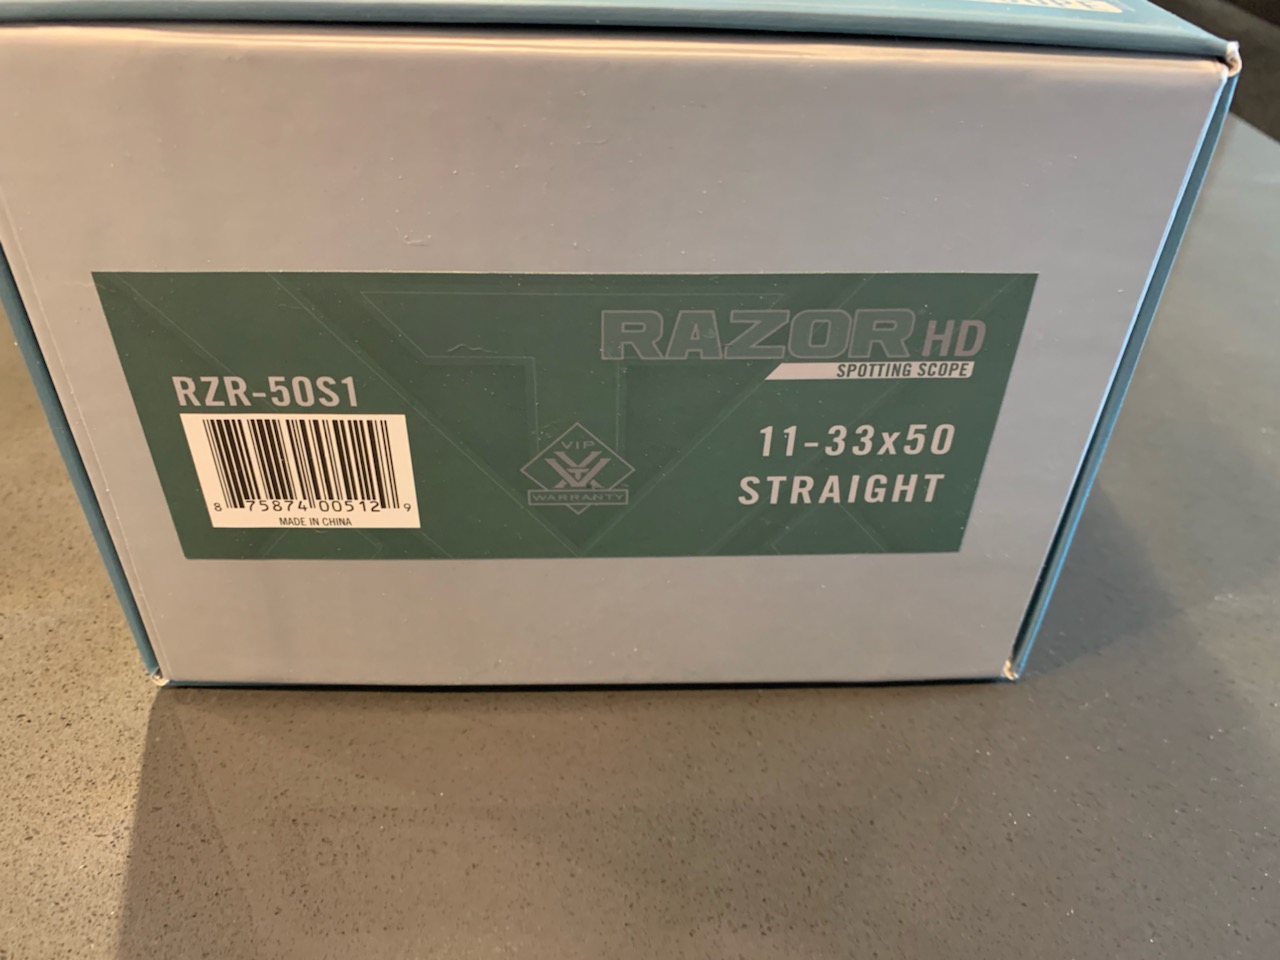 RAZOR HD
SPOTTING SCOPE
RZR-50S1
11-33x50
STRAIGHT
VIP
WARRANTY
8 75874 00512 9
MADE IN CHINA